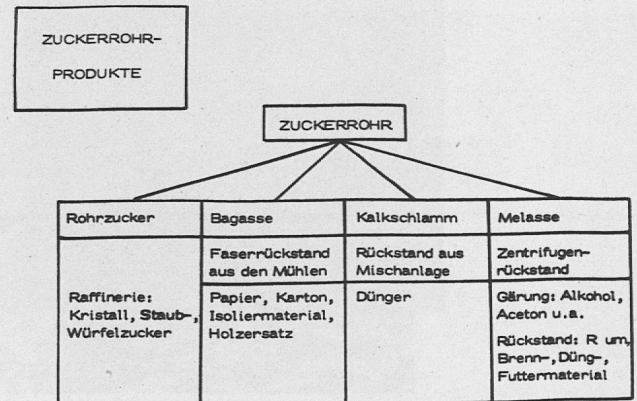 ZUCKERROHR-
PRODUKTE
ZUCKERROHR
Rohrzucker
Raffinerie:
Kristall, Staub-,
Würfelzucker
Bagasse
Faserrückstand
aus den Mühlen
Papier, Karton,
Isoliermaterial,
Holzersatz
Kalkschlamm
Rückstand aus
Mischanlage
Dünger
Melasse
Zentrifugen-
rückstand
Gärung: Alkohol,
Aceton u.a.
Rückstand: R um,
Brenn-, Düng-,
Futtermaterial